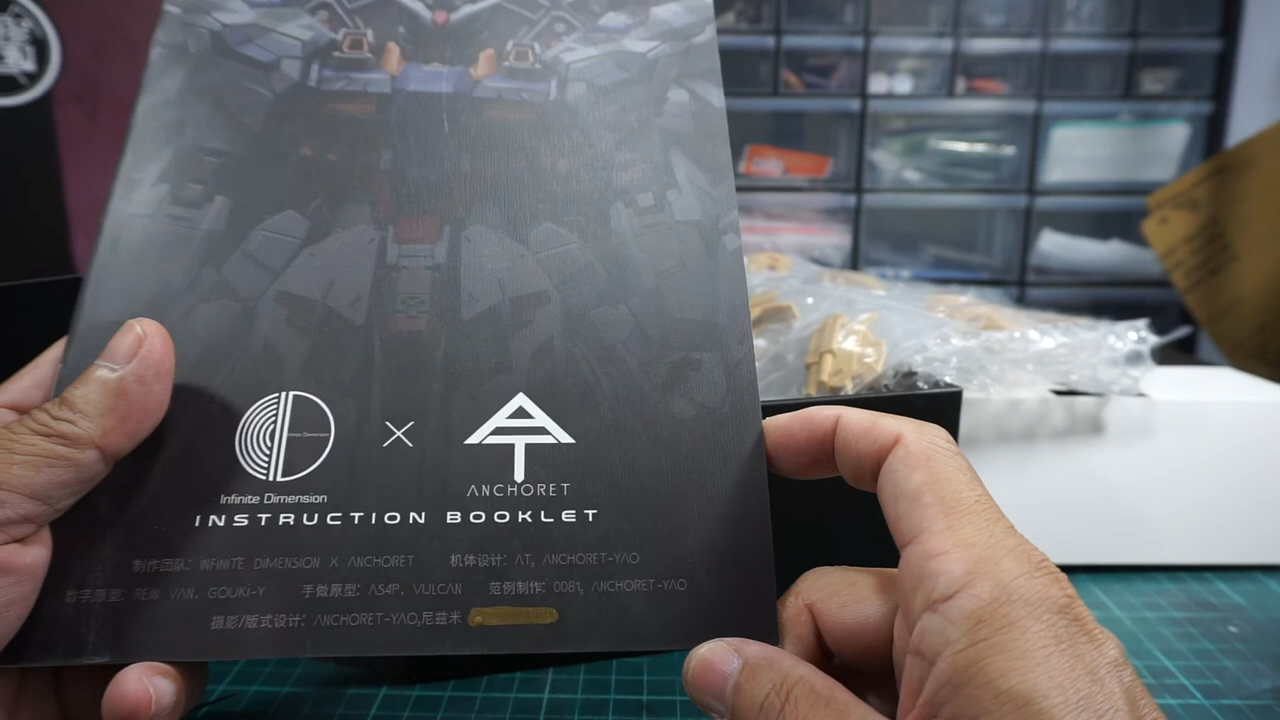 Infinite Dimension
AT
ANCHORET
INSTRUCTION BOOKLET
制作团队: INFINITE DIMENSION X ANCHORET 机体设计: AT, ANCHORET-YAO
数字原型: REIN VAN, GOUKI-Y 手做原型: AS4P, VULCAN 范例制作: 0081, ANCHORET-YAO
摄影/版式设计: ANCHORET-YAO,尼兹米